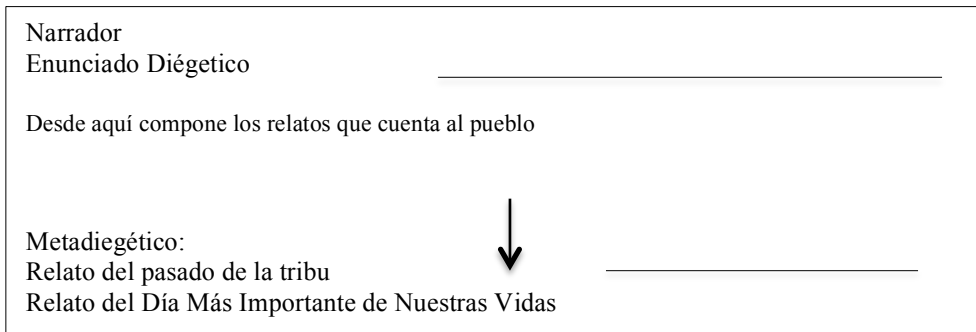 Narrador
Enunciado Diégetico
Desde aquí compone los relatos que cuenta al pueblo
Metadiegético:
Relato del pasado de la tribu
Relato del Día Más Importante de Nuestras Vidas